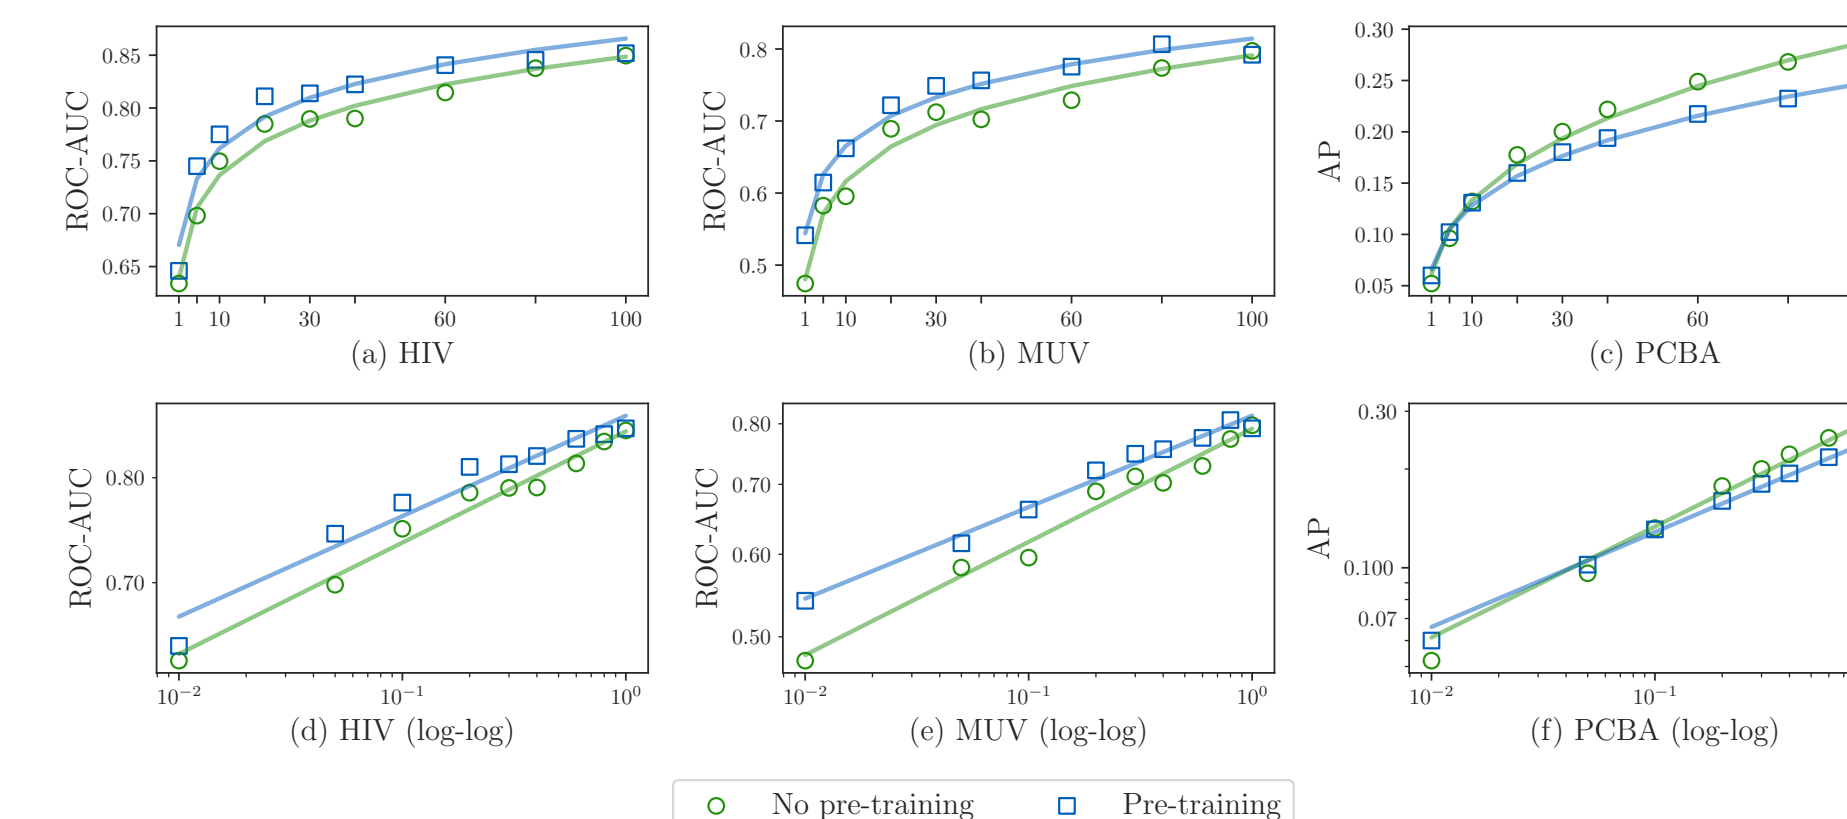 0.85
0.80
0.75
0.70
0.65
ROC-AUC
1 10 30 60 100
(a) HIV
0.8
0.7
0.6
0.5
ROC-AUC
1 10 30 60 100
(b) MUV
0.30
0.25
0.20
0.15
0.10
0.05
AP
1 10 30 60
(c) PCBA
0.80
0.70
ROC-AUC
10⁻² 10⁻¹ 10⁰
(d) HIV (log-log)
0.80
0.70
0.60
0.50
ROC-AUC
10⁻² 10⁻¹ 10⁰
(e) MUV (log-log)
0.30
0.100
0.07
AP
10⁻² 10⁻¹
(f) PCBA (log-log)
No pre-training Pre-training